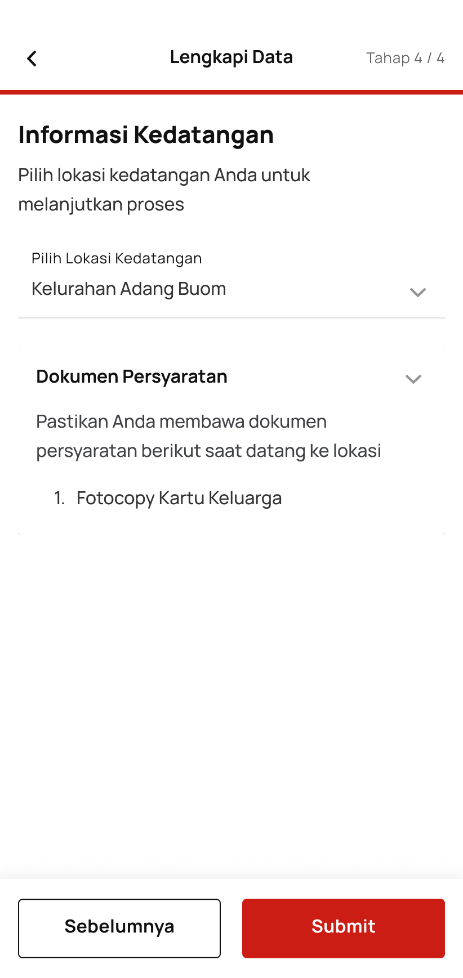 Lengkapi Data
Tahap 4 / 4
Informasi Kedatangan
Pilih lokasi kedatangan Anda untuk
melanjutkan proses
Pilih Lokasi Kedatangan
Kelurahan Adang Buom
Dokumen Persyaratan
Pastikan Anda membawa dokumen
persyaratan berikut saat datang ke lokasi
1. Fotocopy Kartu Keluarga
Sebelumnya
Submit